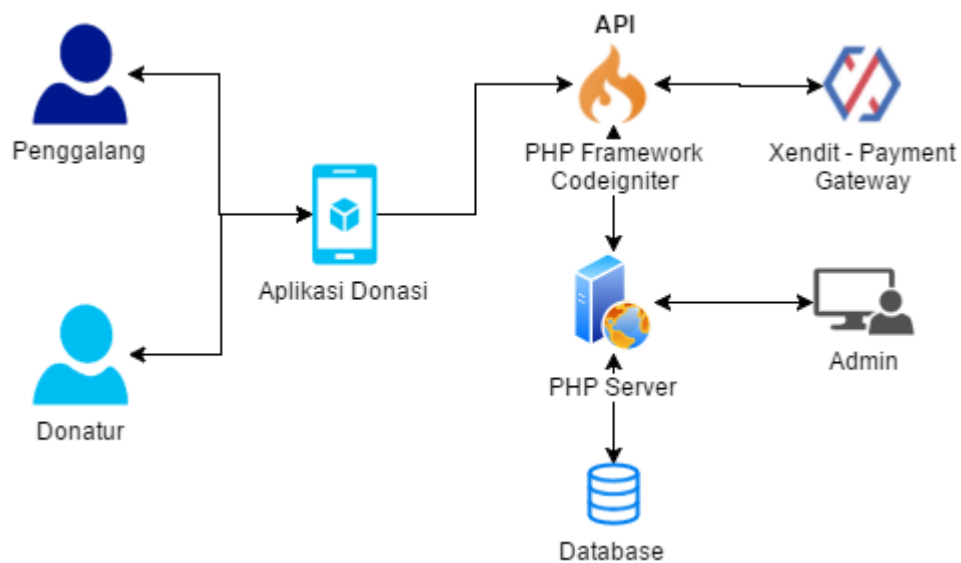 API
Penggalang
PHP Framework
Codeigniter
Xendit - Payment
Gateway
Aplikasi Donasi
PHP Server
Admin
Donatur
Database